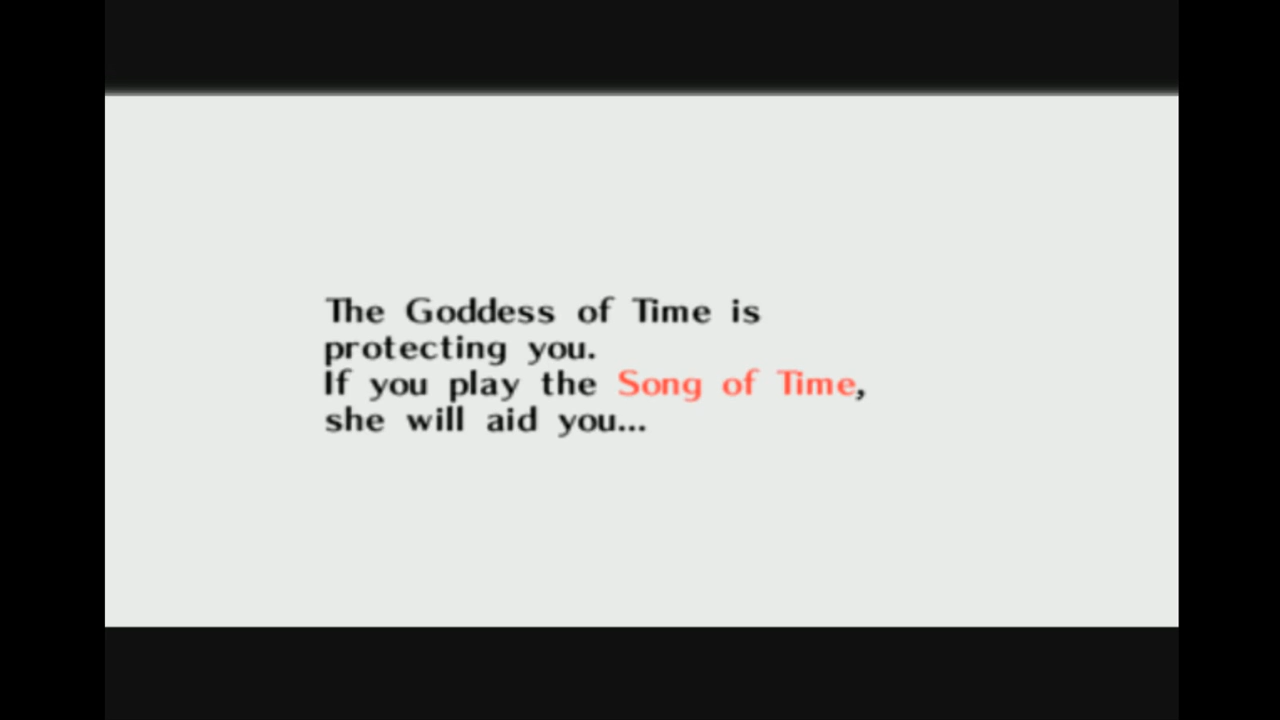 The Goddess of Time is
protecting you.
If you play the Song of Time,
she will aid you...